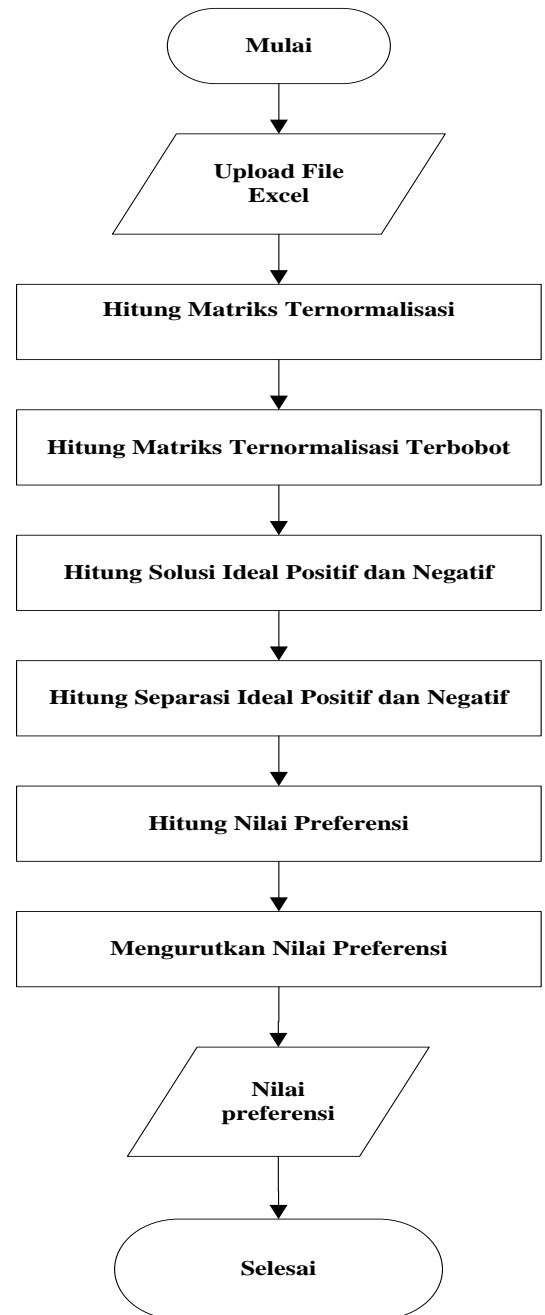 Mulai
Upload File
Excel
Hitung Matriks Ternormalisasi
Hitung Matriks Ternormalisasi Terbobot
Hitung Solusi Ideal Positif dan Negatif
Hitung Separasi Ideal Positif dan Negatif
Hitung Nilai Preferensi
Mengurutkan Nilai Preferensi
Nilai
preferensi
Selesai